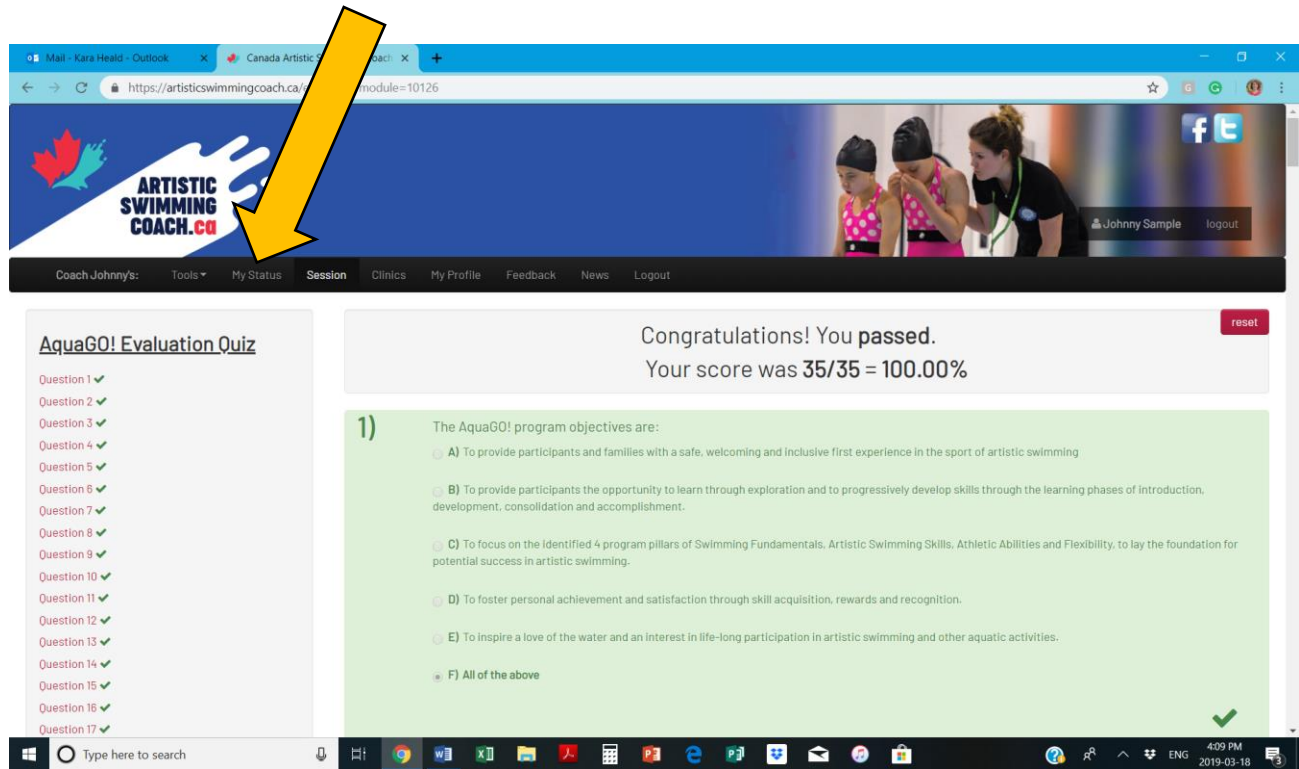 Mail - Kara Heald - Outlook
Canada Artistic S
oach
https://artisticswimmingcoach.ca/
module=10126
ARTISTIC
SWIMMING
COACH.ca
Johnny Sample logout
Coach Johnny's: Tools My Status Session Clinics My Profile Feedback News Logout
AquaGO! Evaluation Quiz
Question 1
Question 2
Question 3
Question 4
Question 5
Question 6
Question 7
Question 8
Question 9
Question 10
Question 11
Question 12
Question 13
Question 14
Question 15
Question 16
Question 17
reset
Congratulations! You passed.
Your score was 35/35 = 100.00%
1) The AquaGO! program objectives are:
A) To provide participants and families with a safe, welcoming and inclusive first experience in the sport of artistic swimming
B) To provide participants the opportunity to learn through exploration and to progressively develop skills through the learning phases of introduction,
development, consolidation and accomplishment.
C) To focus on the identified 4 program pillars of Swimming Fundamentals, Artistic Swimming Skills, Athletic Abilities and Flexibility, to lay the foundation for
potential success in artistic swimming.
D) To foster personal achievement and satisfaction through skill acquisition, rewards and recognition.
E) To inspire a love of the water and an interest in life-long participation in artistic swimming and other aquatic activities.
F) All of the above
Type here to search
ENG
4:09 PM
2019-03-18